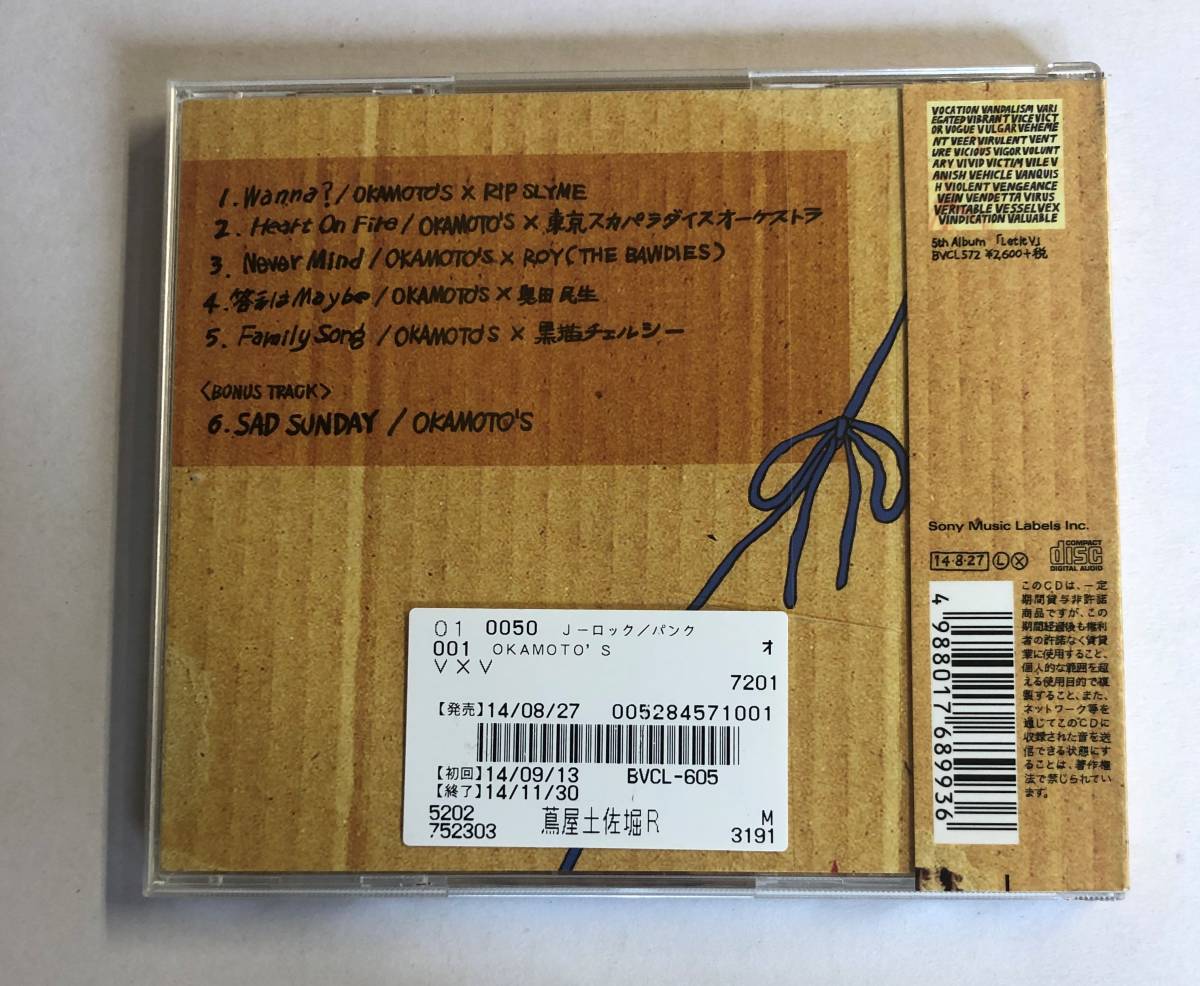 1. Wanna? / OKAMOTO'S × RIP SLYME
2. Heart On Fire / OKAMOTO'S × 東京スカパラダイスオーケストラ
3. Never Mind / OKAMOTO'S × ROY (THE BAWDIES)
4. 答えはMaybe / OKAMOTO'S × 奥田民生
5. Family Song / OKAMOTO'S × 黒猫チェルシー
<BONUS TRACK>
6. SAD SUNDAY / OKAMOTO'S
VOCATION VANDALISM VARI
EGATED VIBRANT VICE VICT
OR VOGUE VULGAR VEHEME
NT VEER VIRULENT VENT
URE VICIOUS VIGOR VOLUNT
ARY VIVID VICTIM VILE V
ANISH VEHICLE VANQUIS
H VIOLENT VENGEANCE
VEIN VENDETTA VIRUS
VERITABLE VESSEL VEX
VINDICATION VALUABLE
5th Album 「Let it V」
BVCL 572 ¥2,600+税
Sony Music Labels Inc.
14・8・27 L X
COMPACT
disc
DIGITAL AUDIO
このCDは、一定
期間貸与非許諾
商品ですが、この
期間経過後も権利
者の許諾なく賃貸
業に使用すること、
個人的な範囲を超
える使用目的で複
製すること、また、
ネットワーク等を
通じてこのCDに
収録された音を送
信できる状態にす
ることは、著作権
法で禁じられてい
ます。
4 988017 689936
01 0050 J-ロック/パンク
001 OKAMOTO'S オ
V×V
7201
【発売】14/08/27 005284571001
【初回】14/09/13 BVCL-605
【終了】14/11/30
5202 蔦屋土佐堀R M
752303 3191